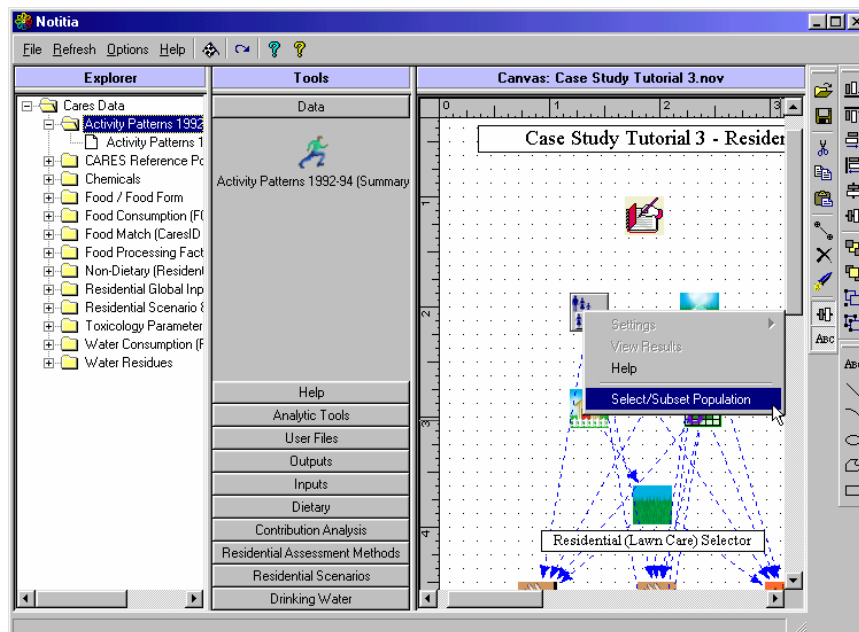 Notitia
File Refresh Options Help
Explorer
Cares Data
Activity Patterns 1992
Activity Patterns 1
CARES Reference Po
Chemicals
Food / Food Form
Food Consumption (F
Food Match (CaresID
Food Processing Fact
Non-Dietary (Resident
Residential Global Inp
Residential Scenario &
Toxicology Parameter
Water Consumption (F
Water Residues
Tools
Data
Activity Patterns 1992-94 (Summary
Help
Analytic Tools
User Files
Outputs
Inputs
Dietary
Contribution Analysis
Residential Assessment Methods
Residential Scenarios
Drinking Water
Canvas: Case Study Tutorial 3.nov
0 1 2 3
Case Study Tutorial 3 - Resider
1
2
Settings
View Results
Help
Select/Subset Population
3
4
Residential (Lawn Care) Selector
ABC
ABC